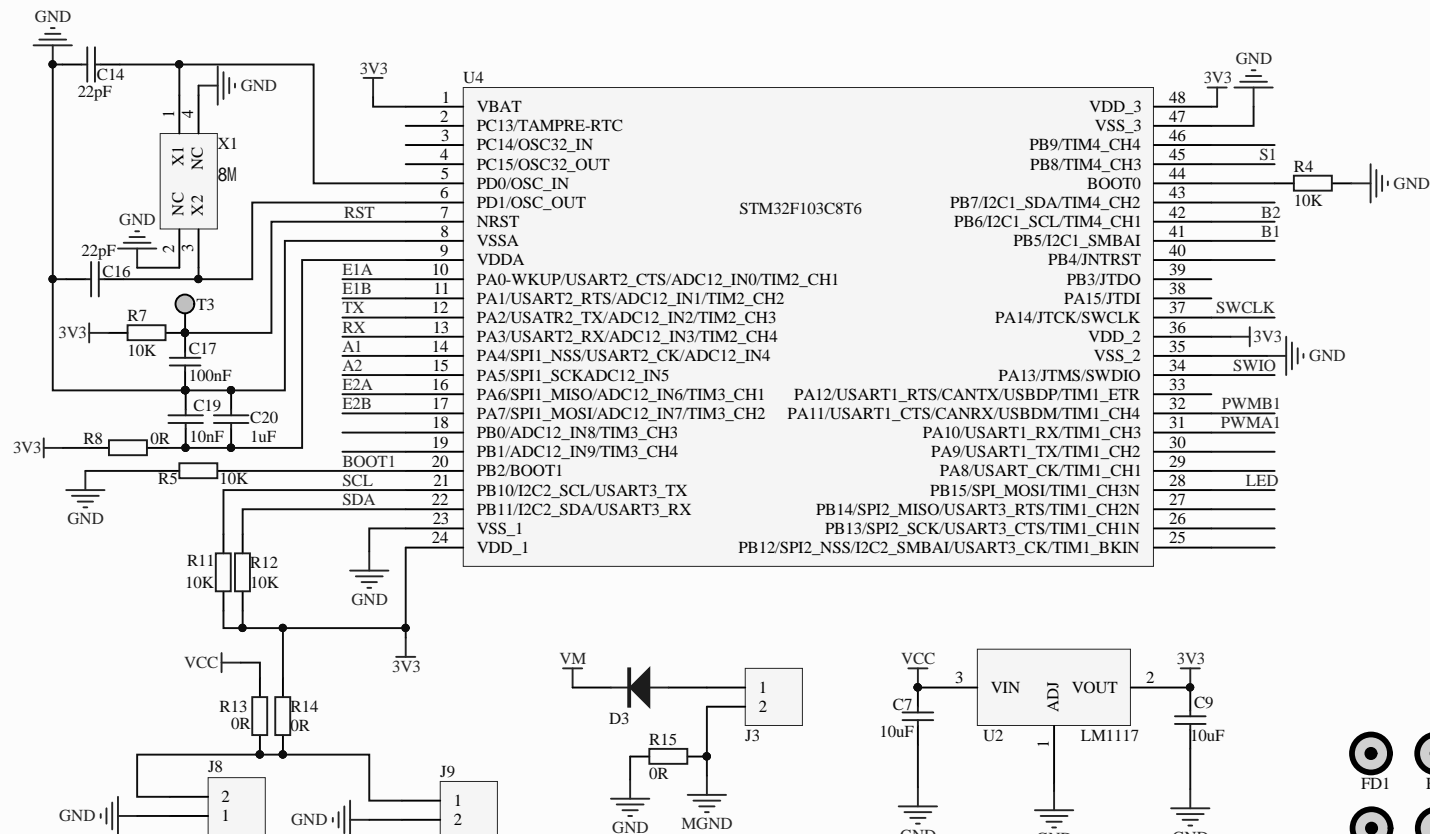 GND
C14
22pF
GND
1
4
X1
NC
X1
8M
NC
X2
GND
2
3
22pF
C16
T3
3V3
R7
10K
C17
100nF
C19
10nF
C20
1uF
3V3
R8
0R
R5
10K
GND
RST
E1A
E1B
TX
RX
A1
A2
E2A
E2B
BOOT1
SCL
SDA
3V3
U4
STM32F103C8T6
1 VBAT
2 PC13/TAMPRE-RTC
3 PC14/OSC32_IN
4 PC15/OSC32_OUT
5 PD0/OSC_IN
6 PD1/OSC_OUT
7 NRST
8 VSSA
9 VDDA
10 PA0-WKUP/USART2_CTS/ADC12_IN0/TIM2_CH1
11 PA1/USART2_RTS/ADC12_IN1/TIM2_CH2
12 PA2/USATR2_TX/ADC12_IN2/TIM2_CH3
13 PA3/USART2_RX/ADC12_IN3/TIM2_CH4
14 PA4/SPI1_NSS/USART2_CK/ADC12_IN4
15 PA5/SPI1_SCKADC12_IN5
16 PA6/SPI1_MISO/ADC12_IN6/TIM3_CH1
17 PA7/SPI1_MOSI/ADC12_IN7/TIM3_CH2
18 PB0/ADC12_IN8/TIM3_CH3
19 PB1/ADC12_IN9/TIM3_CH4
20 PB2/BOOT1
21 PB10/I2C2_SCL/USART3_TX
22 PB11/I2C2_SDA/USART3_RX
23 VSS_1
24 VDD_1
VDD_3 48
VSS_3 47
PB9/TIM4_CH4 46
PB8/TIM4_CH3 45
BOOT0 44
PB7/I2C1_SDA/TIM4_CH2 43
PB6/I2C1_SCL/TIM4_CH1 42
PB5/I2C1_SMBAI 41
PB4/JNTRST 40
PB3/JTDO 39
PA15/JTDI 38
PA14/JTCK/SWCLK 37
VDD_2 36
VSS_2 35
PA13/JTMS/SWDIO 34
PA12/USART1_RTS/CANTX/USBDP/TIM1_ETR 33
PA11/USART1_CTS/CANRX/USBDM/TIM1_CH4 32
PA10/USART1_RX/TIM1_CH3 31
PA9/USART1_TX/TIM1_CH2 30
PA8/USART_CK/TIM1_CH1 29
PB15/SPI_MOSI/TIM1_CH3N 28
PB14/SPI2_MISO/USART3_RTS/TIM1_CH2N 27
PB13/SPI2_SCK/USART3_CTS/TIM1_CH1N 26
PB12/SPI2_NSS/I2C2_SMBAI/USART3_CK/TIM1_BKIN 25
3V3
GND
S1
R4
10K
GND
B2
B1
SWCLK
3V3
GND
SWIO
PWMB1
PWMA1
LED
R11
10K
R12
10K
GND
3V3
VCC
R13
0R
R14
0R
J8
2
1
GND
J9
1
2
GND
VM
D3
1
2
J3
R15
0R
GND
MGND
VCC
C7
10uF
3
VIN
ADJ
VOUT
2
1
U2
LM1117
3V3
C9
10uF
GND
GND
GND
FD1